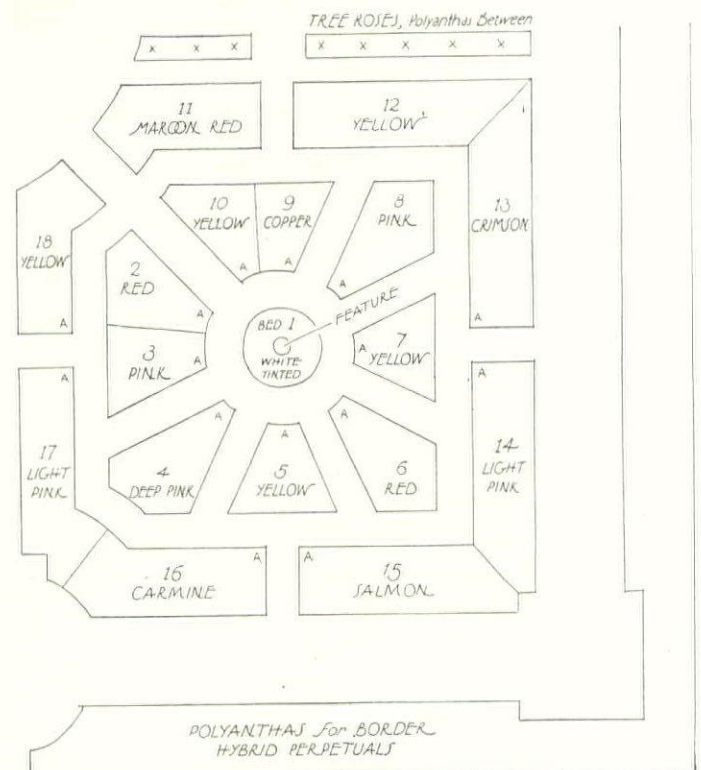 TREE ROSES, Polyanthas Between
x x x x x x x x
11
MAROON RED
12
YELLOW
10
YELLOW
9
COPPER
8
PINK
13
CRIMSON
18
YELLOW
2
RED
A
A
A
A
A
A
FEATURE
BED 1
WHITE
TINTED
3
PINK
A
7
YELLOW
A
A
A
17
LIGHT
PINK
4
DEEP PINK
A
5
YELLOW
A
6
RED
A
14
LIGHT
PINK
16
CARMINE
A
15
SALMON
A
POLYANTHAS for BORDER
HYBRID PERPETUALS